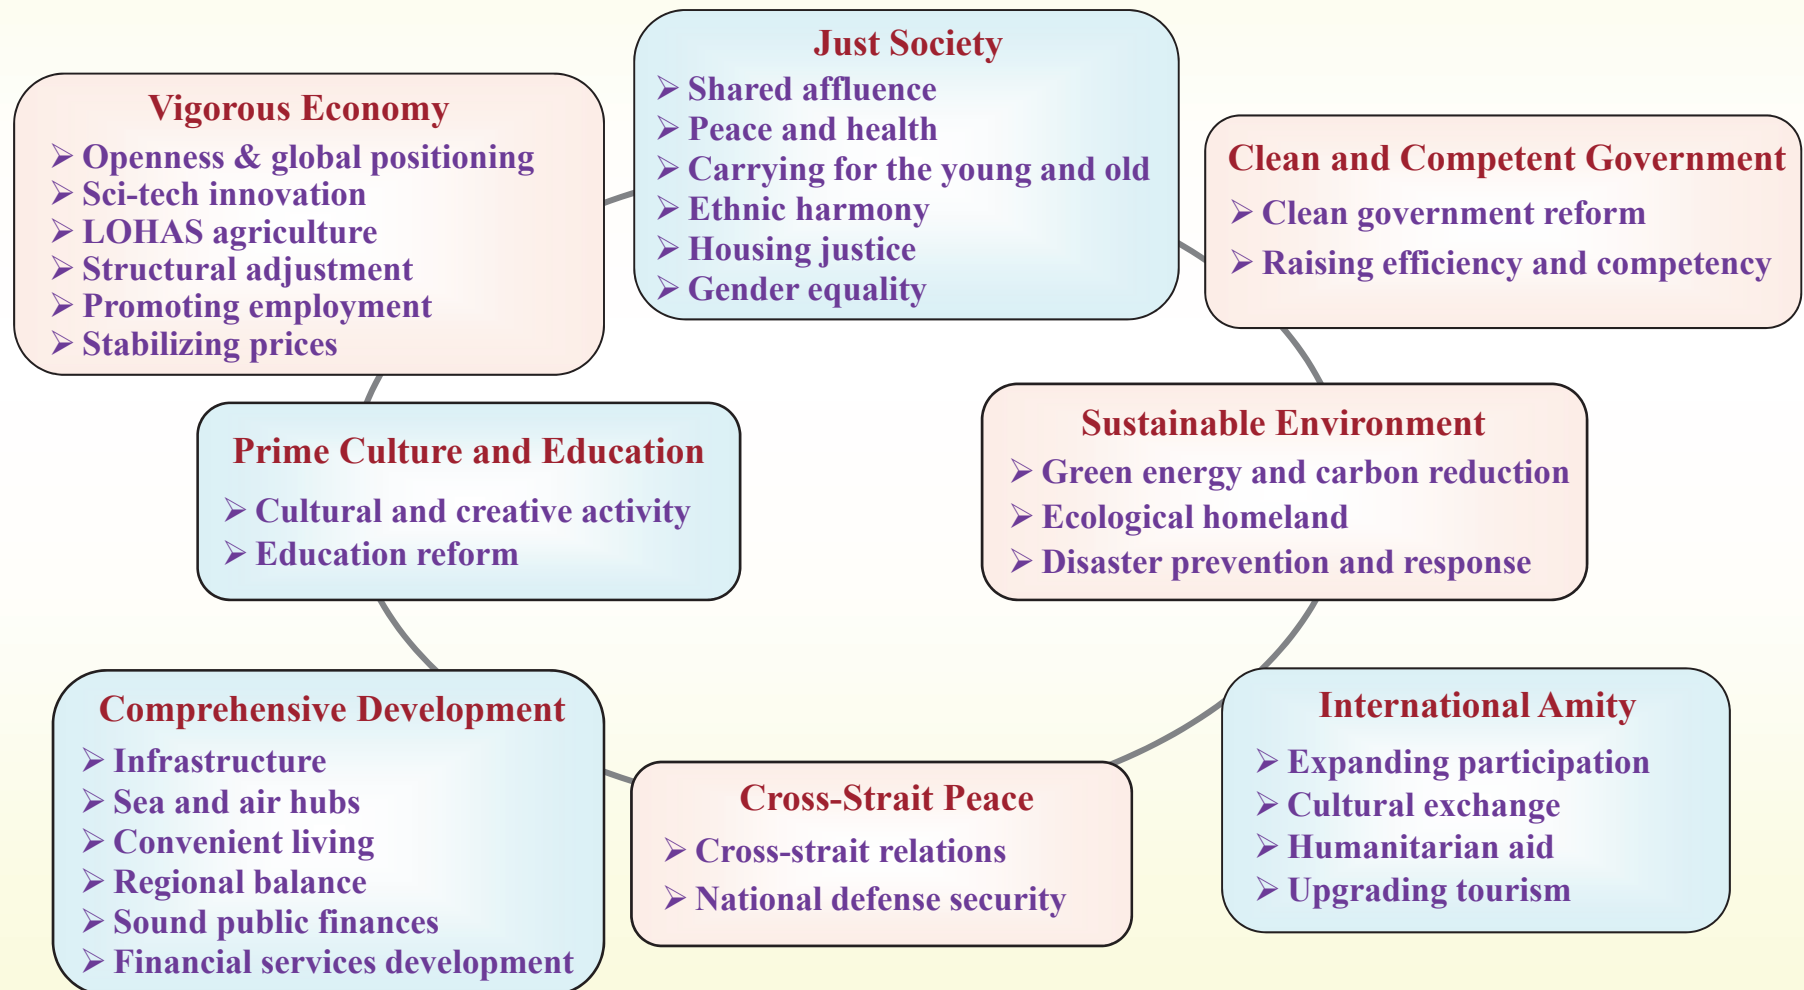 Just Society
➢ Shared affluence
➢ Peace and health
➢ Carrying for the young and old
➢ Ethnic harmony
➢ Housing justice
➢ Gender equality
Vigorous Economy
➢ Openness & global positioning
➢ Sci-tech innovation
➢ LOHAS agriculture
➢ Structural adjustment
➢ Promoting employment
➢ Stabilizing prices
Clean and Competent Government
➢ Clean government reform
➢ Raising efficiency and competency
Prime Culture and Education
➢ Cultural and creative activity
➢ Education reform
Sustainable Environment
➢ Green energy and carbon reduction
➢ Ecological homeland
➢ Disaster prevention and response
Comprehensive Development
➢ Infrastructure
➢ Sea and air hubs
➢ Convenient living
➢ Regional balance
➢ Sound public finances
➢ Financial services development
Cross-Strait Peace
➢ Cross-strait relations
➢ National defense security
International Amity
➢ Expanding participation
➢ Cultural exchange
➢ Humanitarian aid
➢ Upgrading tourism